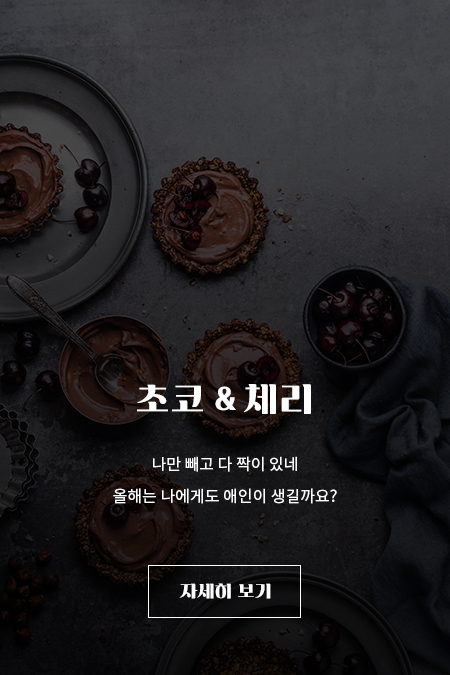 초코 & 체리
나만 빼고 다 짝이 있네
올해는 나에게도 애인이 생길까요?
자세히 보기